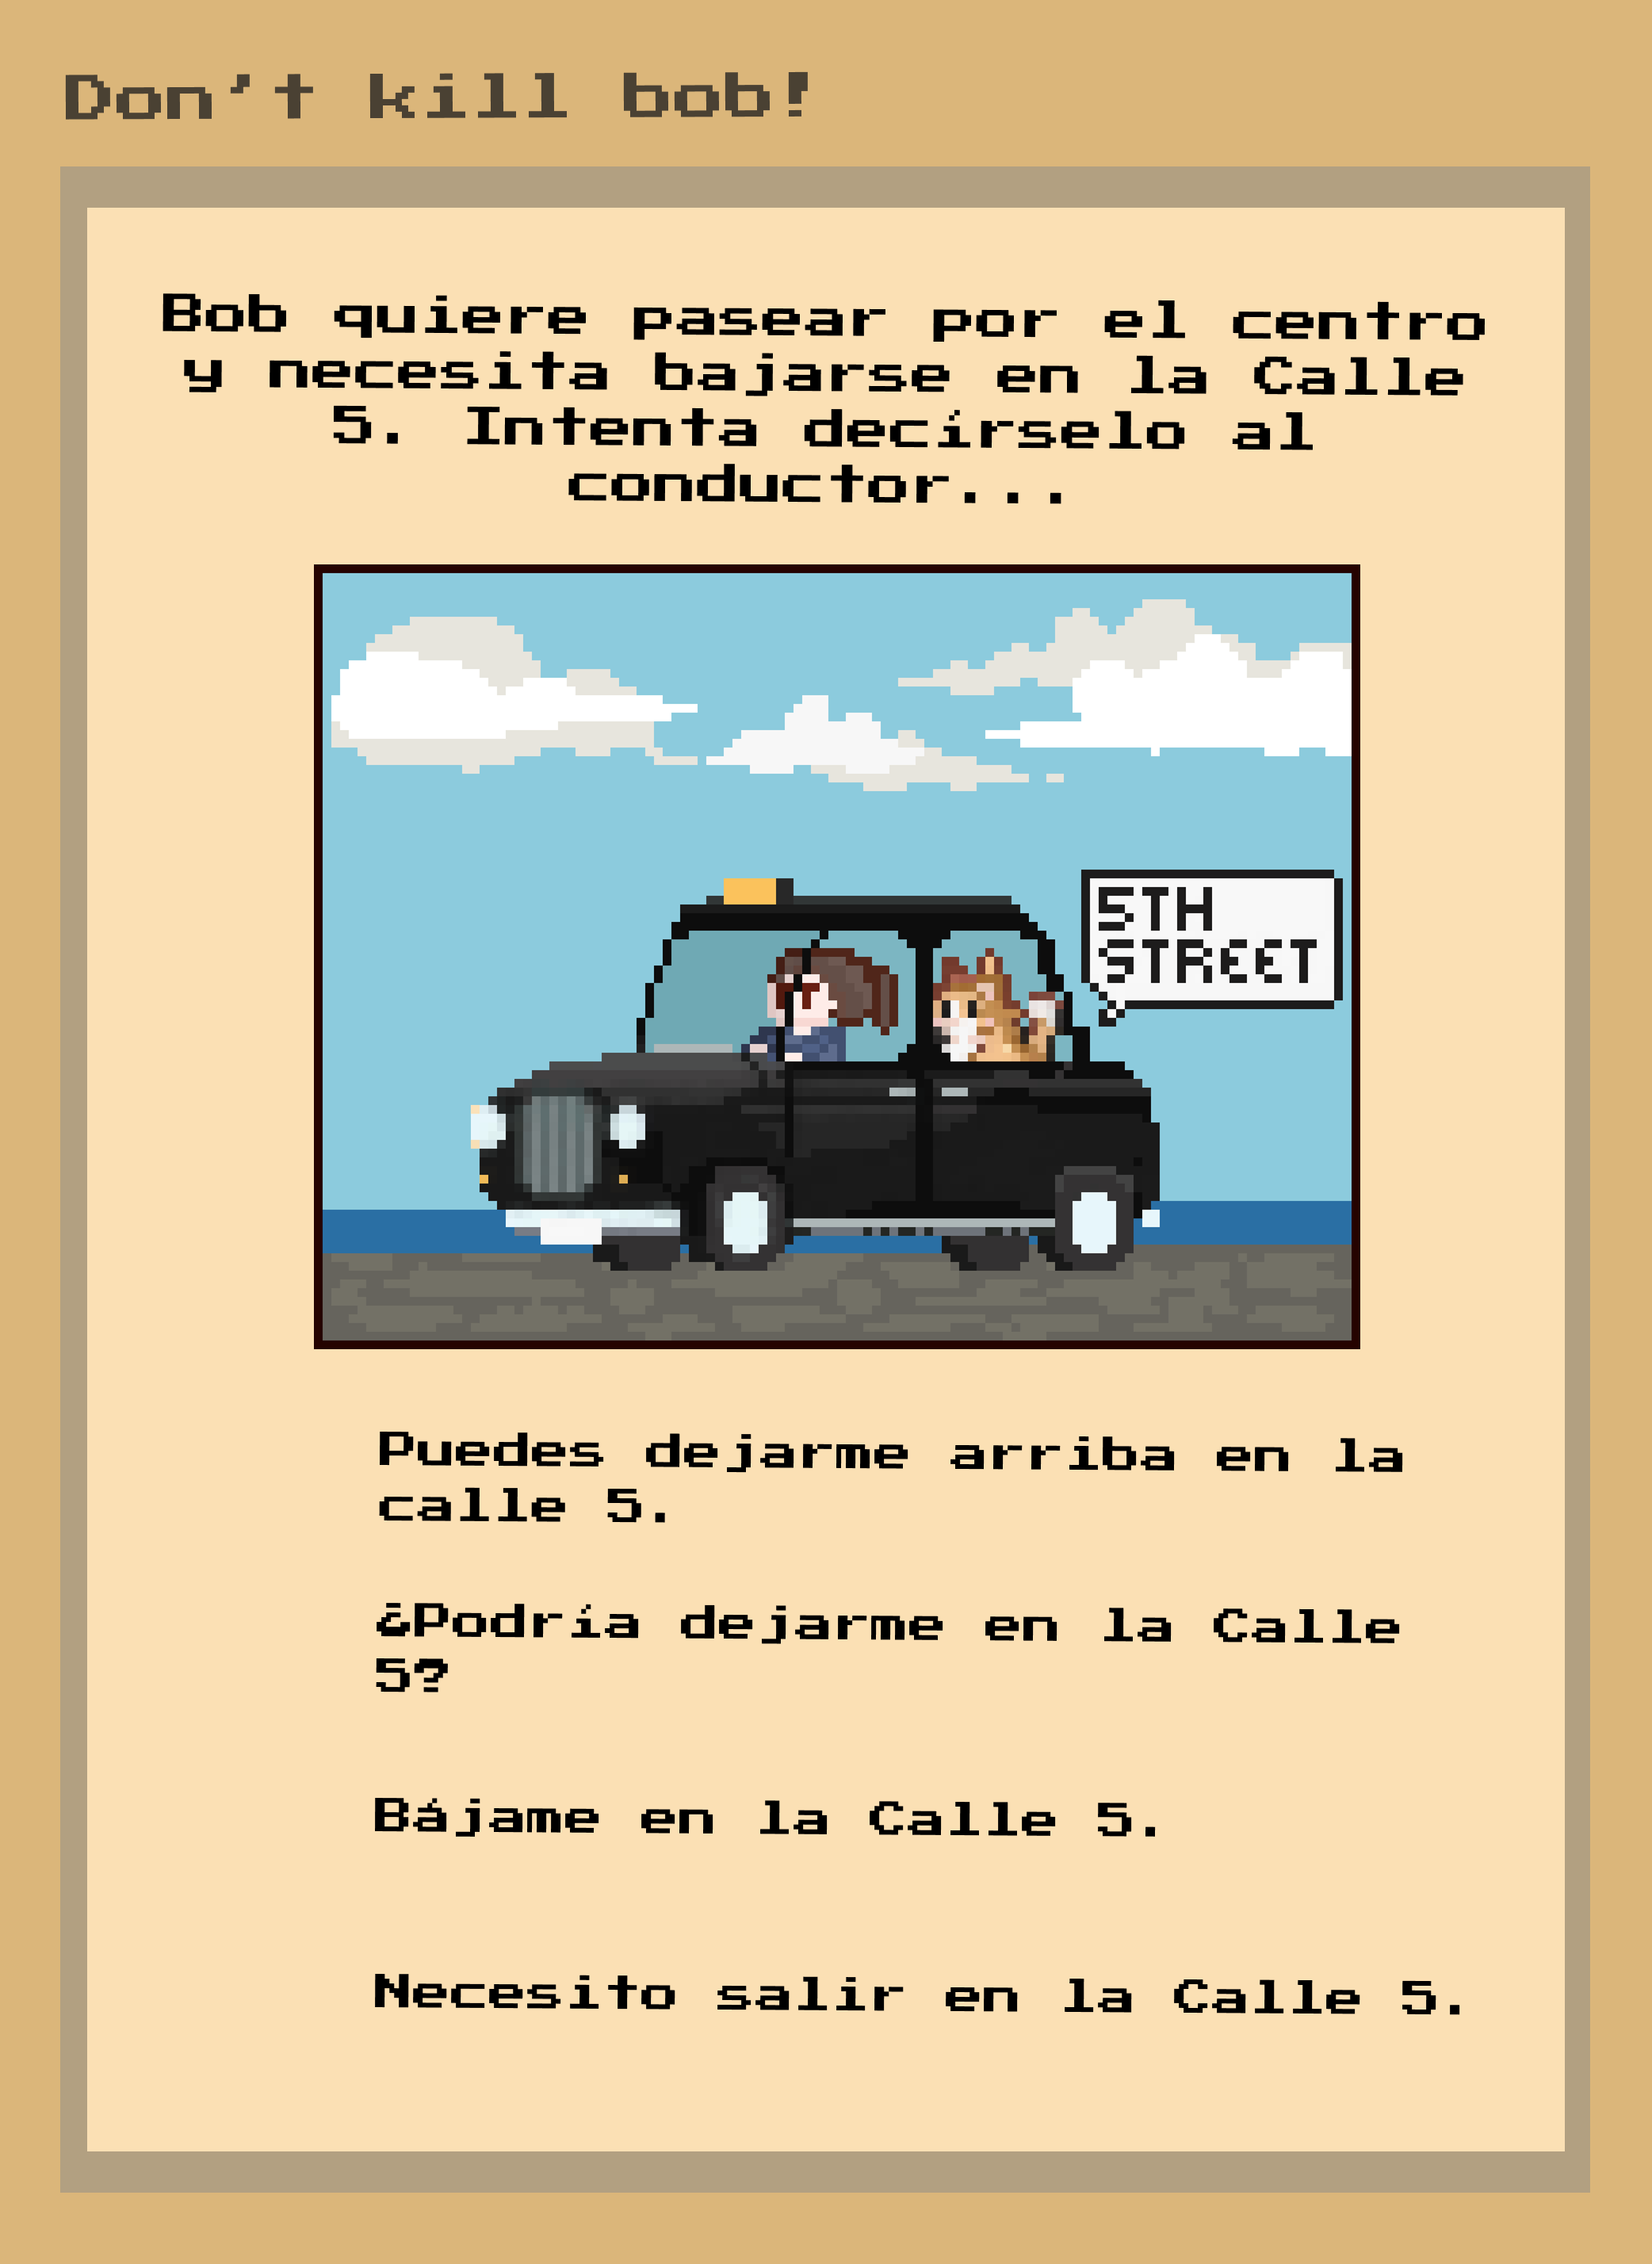 Don't kill bob!
Bob quiere pasear por el centro
y necesita bajarse en la Calle
5. Intenta decírselo al
conductor...
5TH
STREET
Puedes dejarme arriba en la
calle 5.
¿Podría dejarme en la Calle
5?
Bájame en la Calle 5.
Necesito salir en la Calle 5.